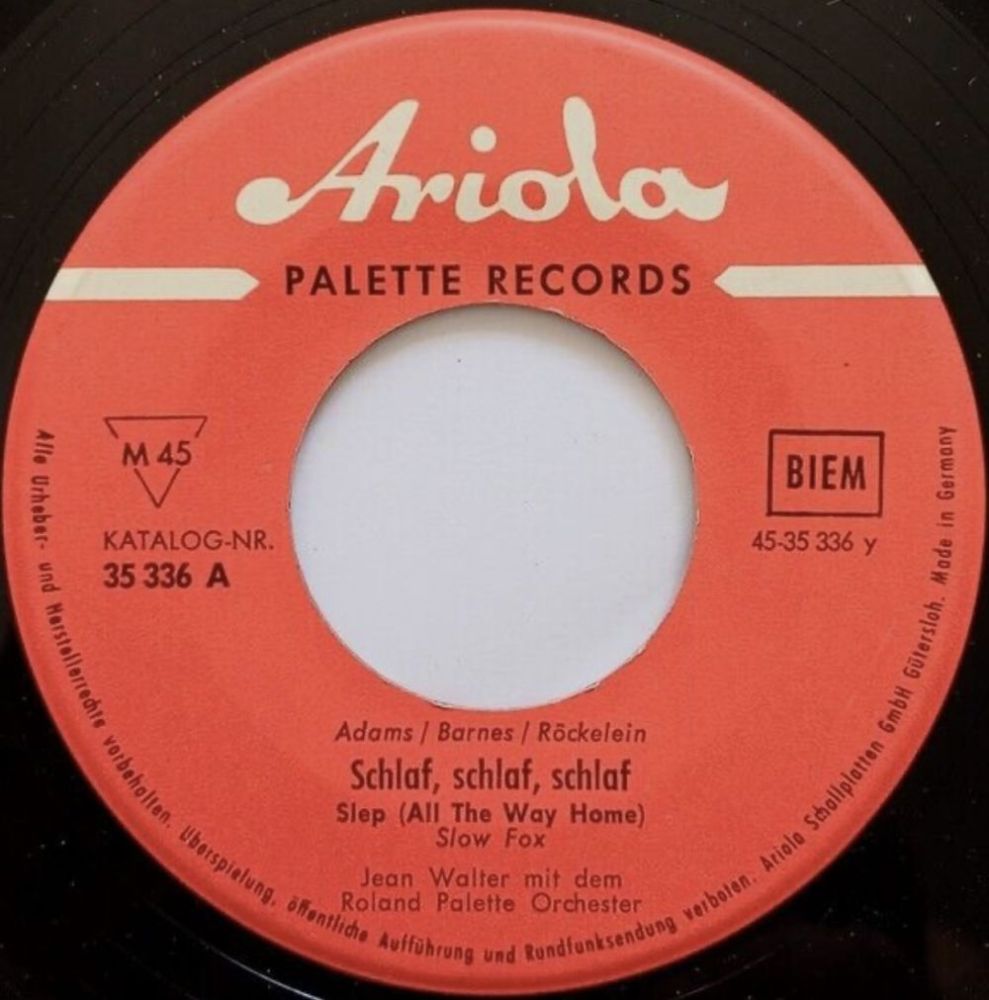 Ariola
PALETTE RECORDS
M 45
KATALOG-NR.
35 336 A
BIEM
45-35 336 y
Adams / Barnes / Röckelein
Schlaf, schlaf, schlaf
Slep (All The Way Home)
Slow Fox
Jean Walter mit dem
Roland Palette Orchester
Alle Urheber- und Herstellerrechte vorbehalten. Überspielung, öffentliche Aufführung und Rundfunksendung verboten. Ariola Schallplatten GmbH Gütersloh. Made in Germany